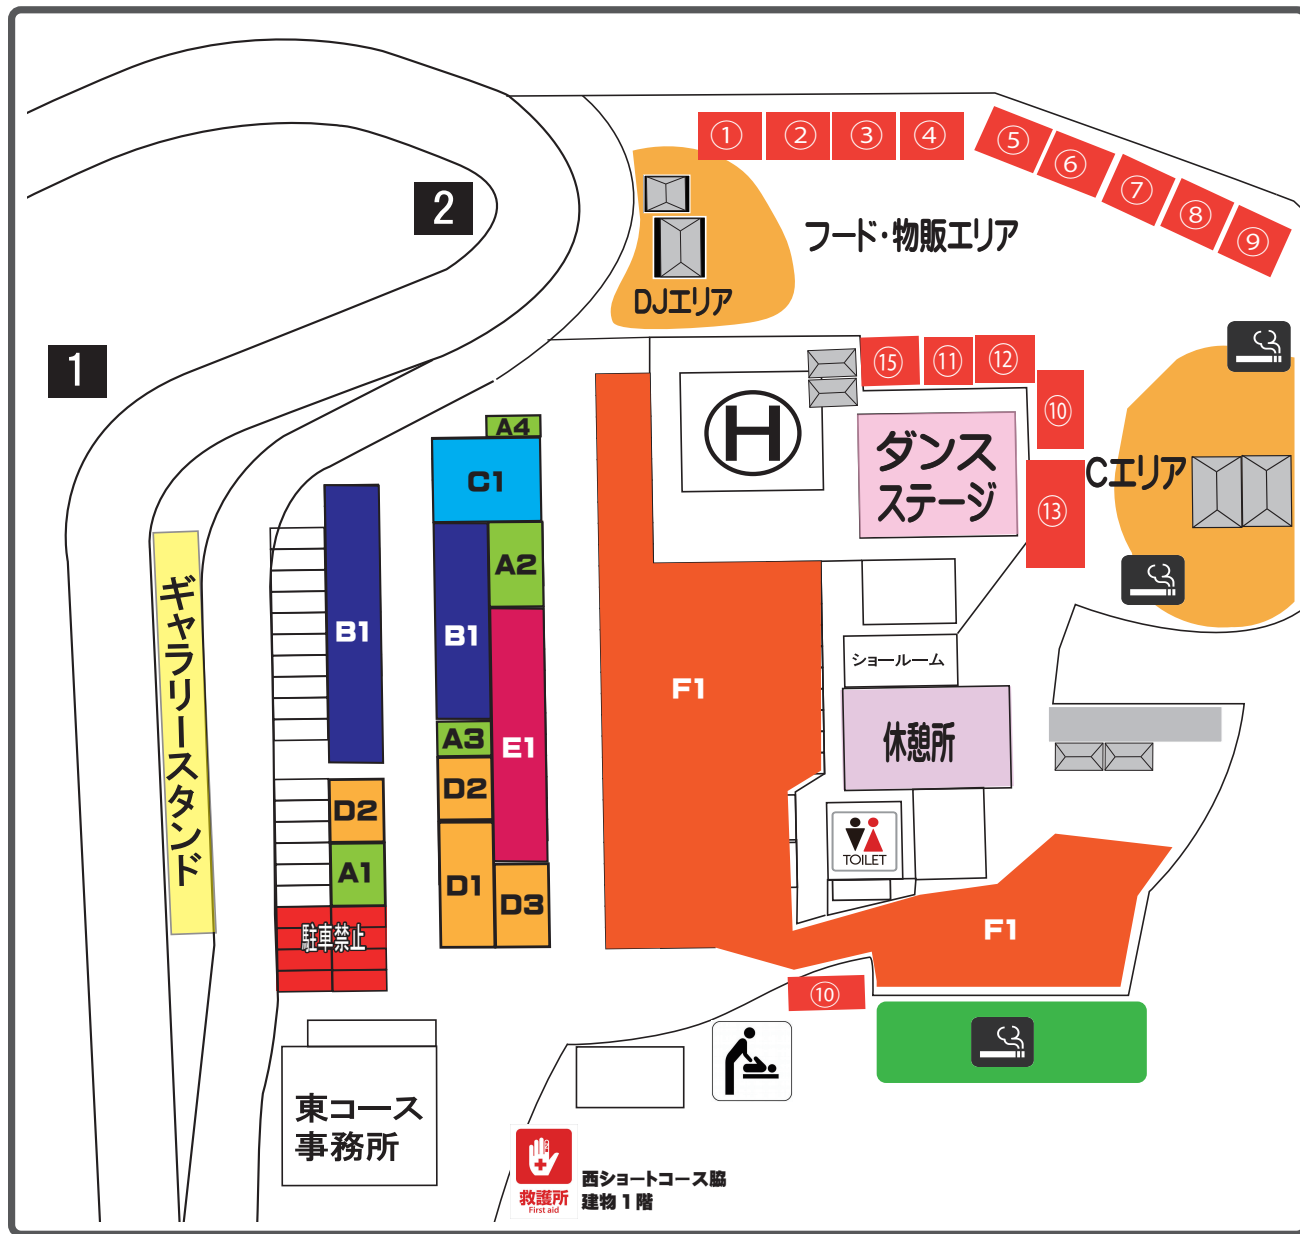 ①
②
③
④
⑤
⑥
⑦
⑧
⑨
2
フード・物販エリア
DJエリア
1
⑮
⑪
⑫
⑩
H
ダンス
ステージ
Cエリア
⑬
A4
C1
A2
B1
B1
ギャラリースタンド
F1
ショールーム
休憩所
A3
E1
D2
D2
A1
D1
D3
TOILET
駐車禁止
F1
⑩
東コース
事務所
救護所
First aid
西ショートコース脇
建物1階